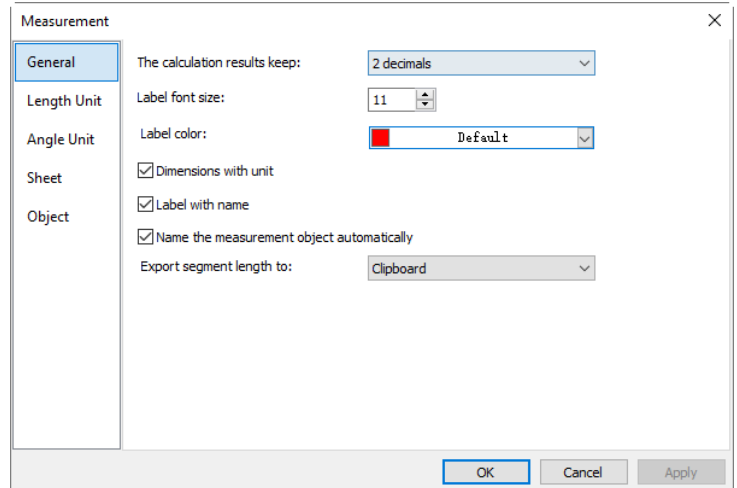 Measurement
General
Length Unit
Angle Unit
Sheet
Object
The calculation results keep: 2 decimals
Label font size: 11
Label color: Default
Dimensions with unit
Label with name
Name the measurement object automatically
Export segment length to: Clipboard
OK Cancel Apply